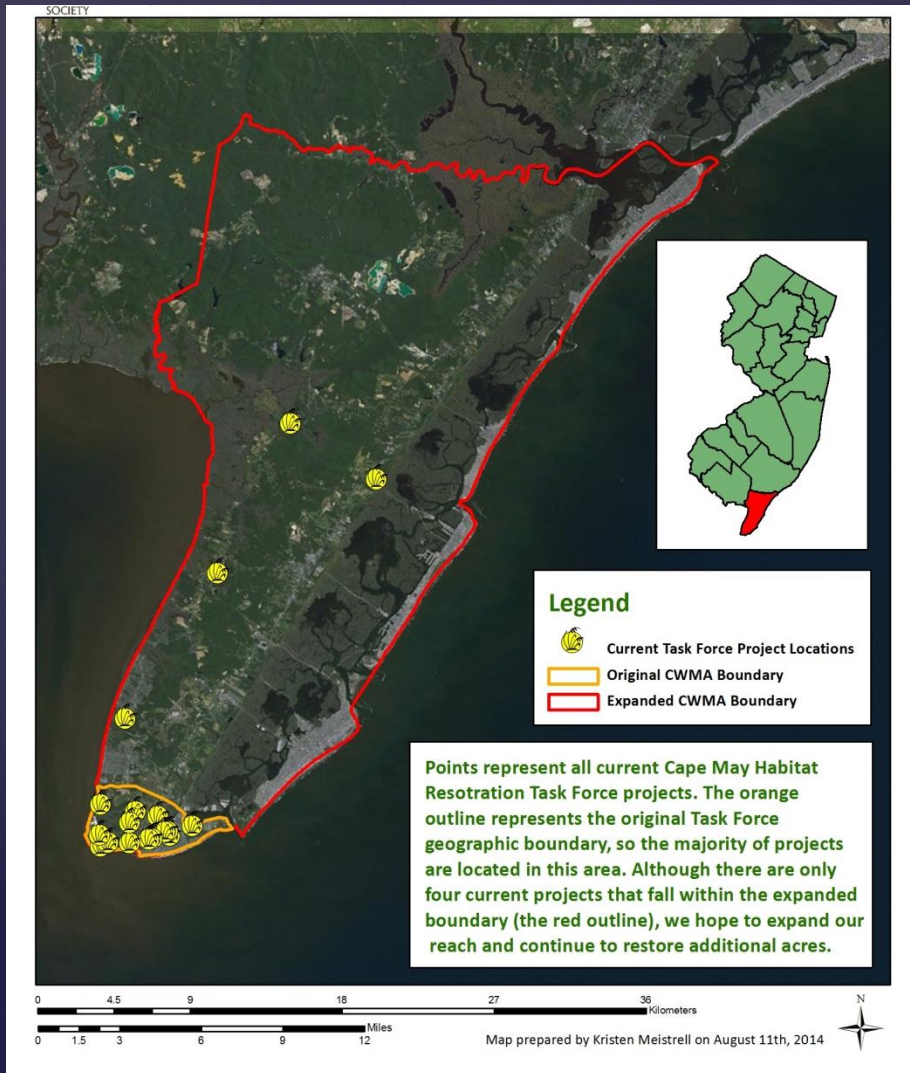 SOCIETY
Legend
Current Task Force Project Locations
Original CWMA Boundary
Expanded CWMA Boundary
Points represent all current Cape May Habitat
Resotration Task Force projects. The orange
outline represents the original Task Force
geographic boundary, so the majority of projects
are located in this area. Although there are only
four current projects that fall within the expanded
boundary (the red outline), we hope to expand our
reach and continue to restore additional acres.
0 4.5 9 18 27 36
Kilometers
Miles
0 1.5 3 6 9 12
Map prepared by Kristen Meistrell on August 11th, 2014
N